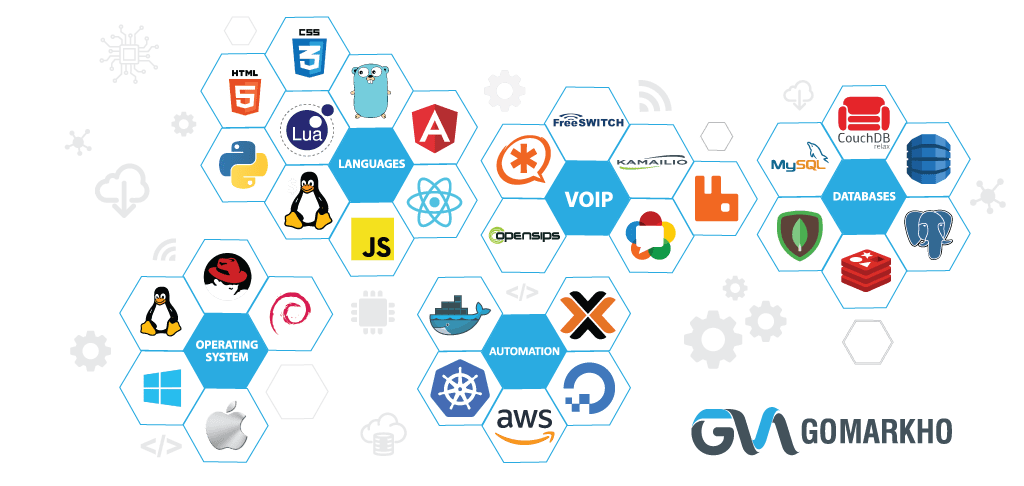 CSS
3
HTML
5
Lua
LANGUAGES
JS
FreeSWITCH
KAMAILIO
VOIP
opensips
CouchDB
relax
MySQL
DATABASES
OPERATING
SYSTEM
AUTOMATION
aws
GOMARKHO